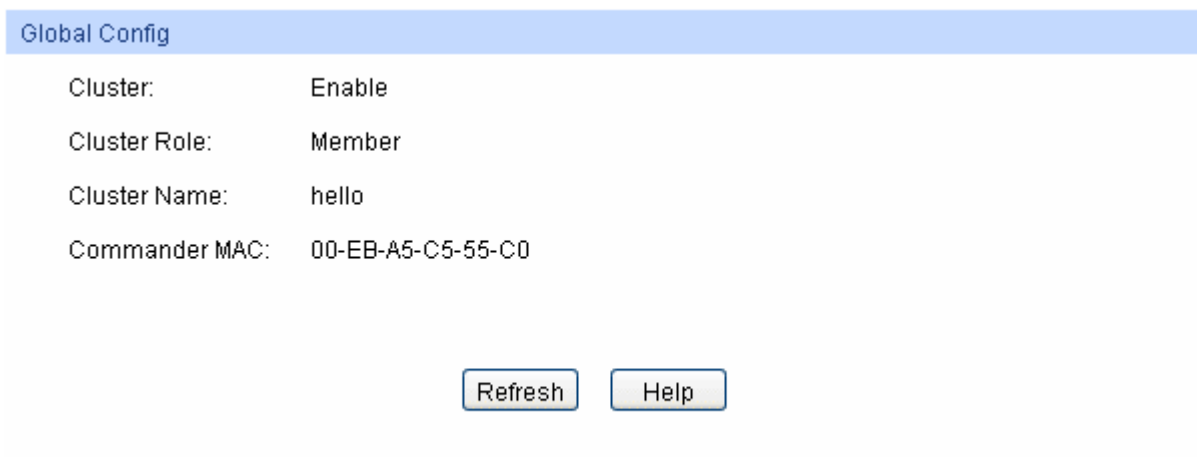 Global Config
Cluster: Enable
Cluster Role: Member
Cluster Name: hello
Commander MAC: 00-EB-A5-C5-55-C0
Refresh Help